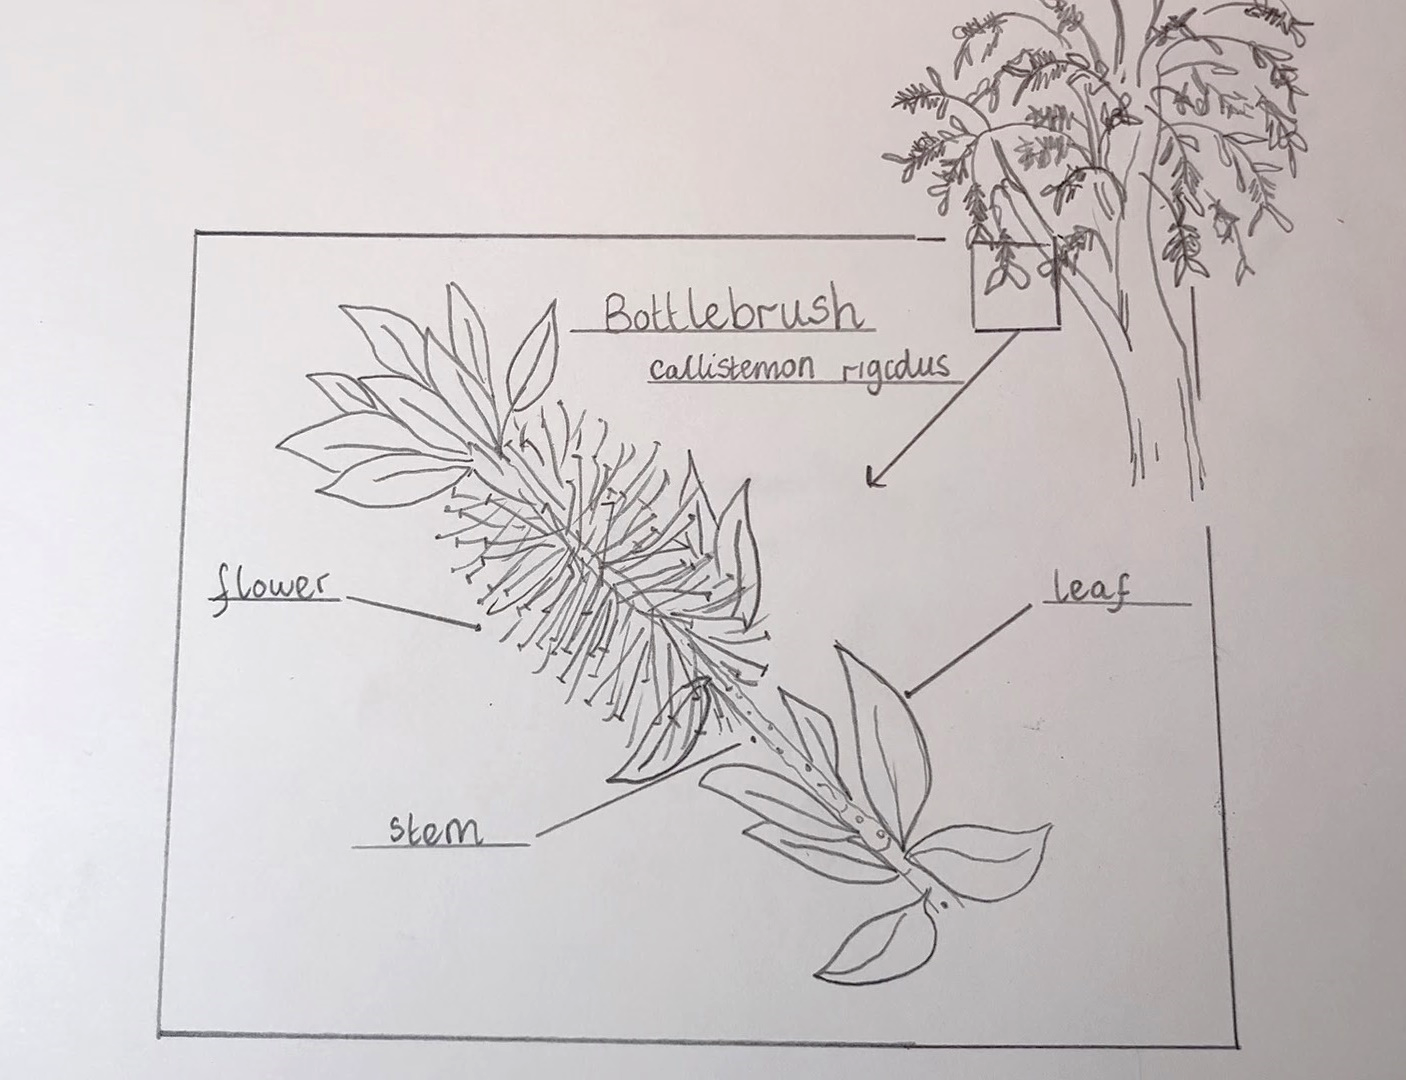 Bottlebrush
callistemon rigidus
flower
leaf
stem